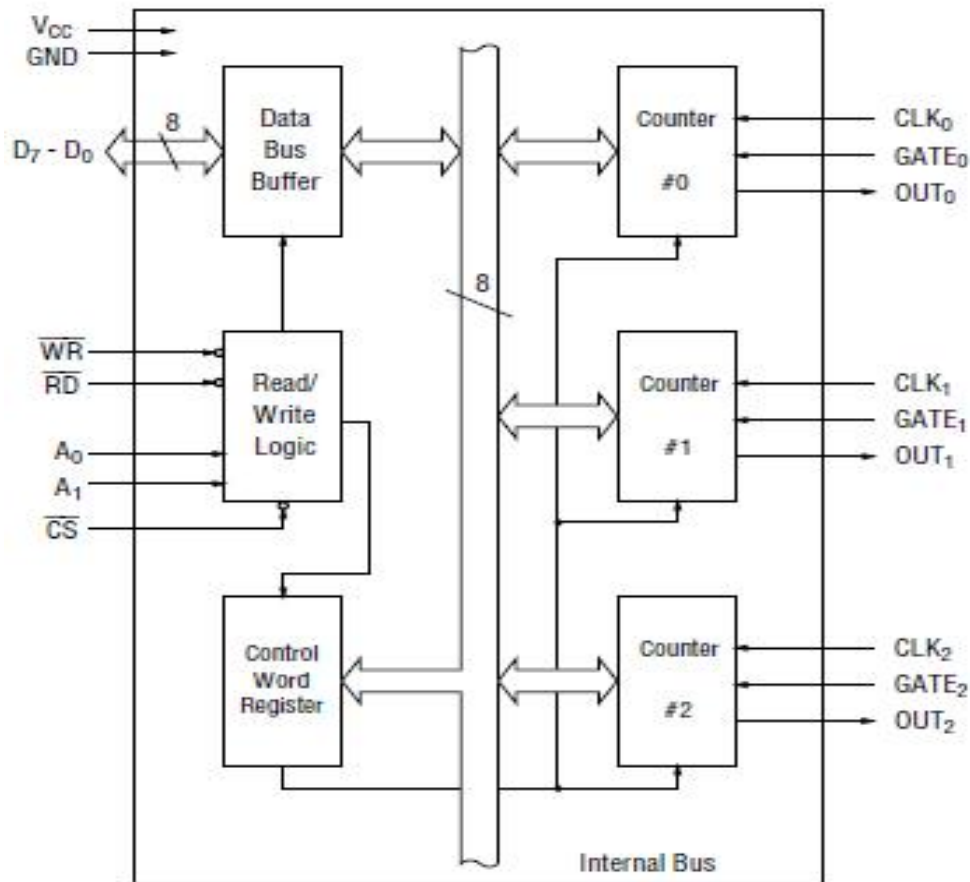 VCC
GND
D7 - D0
8
Data
Bus
Buffer
Counter
#0
CLK0
GATE0
OUT0
8
WR
RD
A0
A1
CS
Read/
Write
Logic
Counter
#1
CLK1
GATE1
OUT1
Control
Word
Register
Counter
#2
CLK2
GATE2
OUT2
Internal Bus